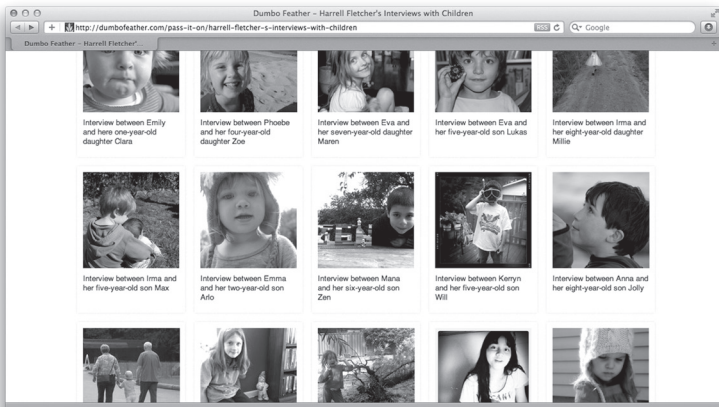 Dumbo Feather – Harrell Fletcher's Interviews with Children
http://dumbofeather.com/pass-it-on/harrell-fletcher-s-interviews-with-children
RSS
Google
Dumbo Feather – Harrell Fletcher'...
Interview between Emily
and here one-year-old
daughter Clara
Interview between Phoebe
and her four-year-old
daughter Zoe
Interview between Eva and
her seven-year-old daughter
Maren
Interview between Eva and
her five-year-old son Lukas
Interview between Irma and
her eight-year-old daughter
Millie
Interview between Irma and
her five-year-old son Max
Interview between Emma
and her two-year-old son
Arlo
Interview between Mana
and her six-year-old son
Zen
Interview between Kerryn
and her five-year-old son
Will
Interview between Anna and
her eight-year-old son Jolly